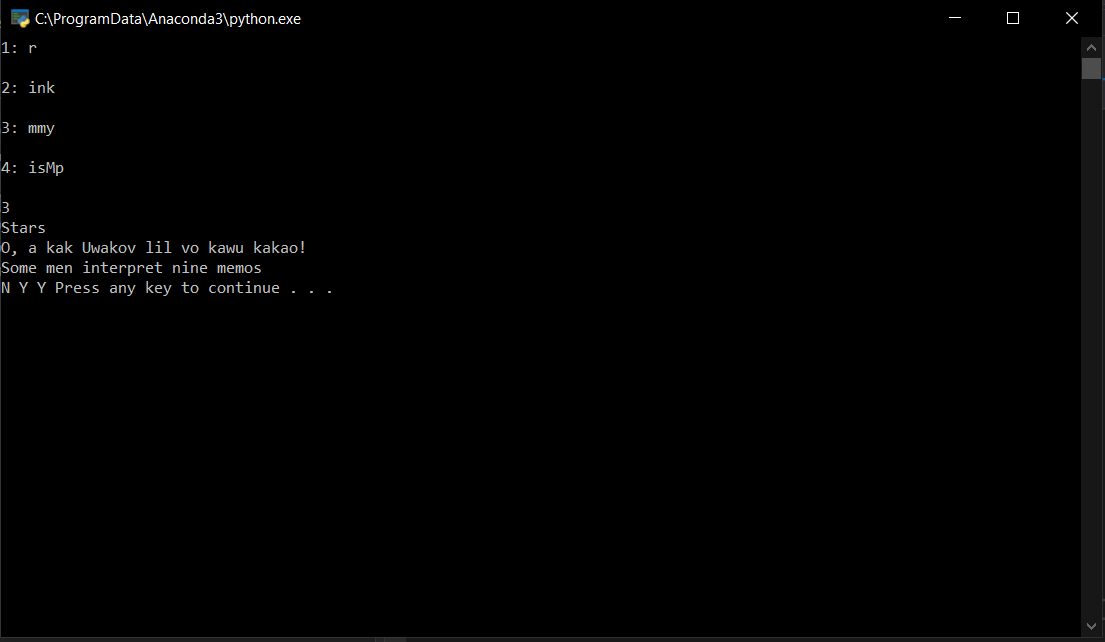 C:\ProgramData\Anaconda3\python.exe
1: r
2: ink
3: mmy
4: isMp
3
Stars
O, a kak Uwakov lil vo kawu kakao!
Some men interpret nine memos
N Y Y Press any key to continue . . .